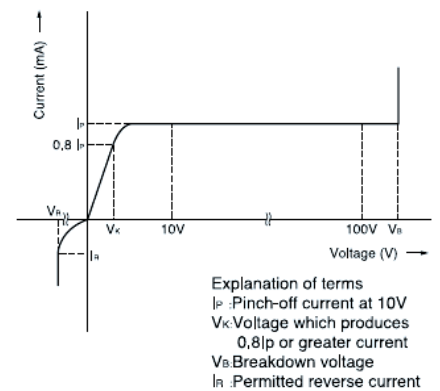 Current (mA)
IP
0,8 IP
VR
VK
10V
100V
VB
Voltage (V)
IR
Explanation of terms
IP :Pinch-off current at 10V
VK:Voltage which produces
0,8IP or greater current
VB:Breakdown voltage
IR :Permitted reverse current